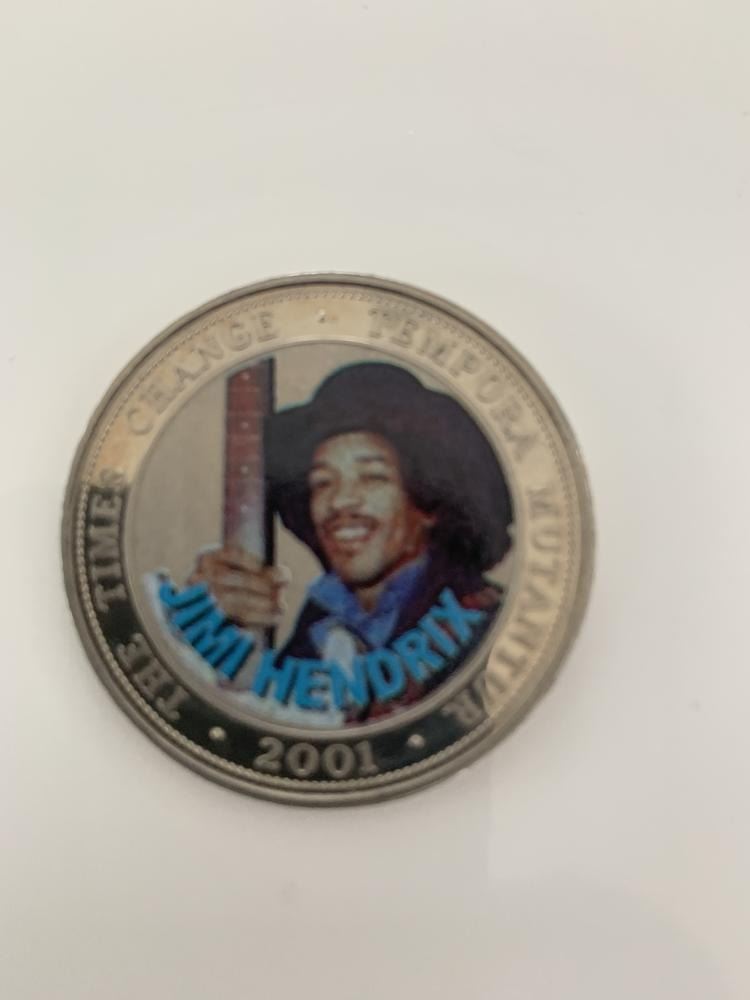 THE TIMES CHANGE • TEMPORA MUTANTUR
• 2001 •
JIMI HENDRIX